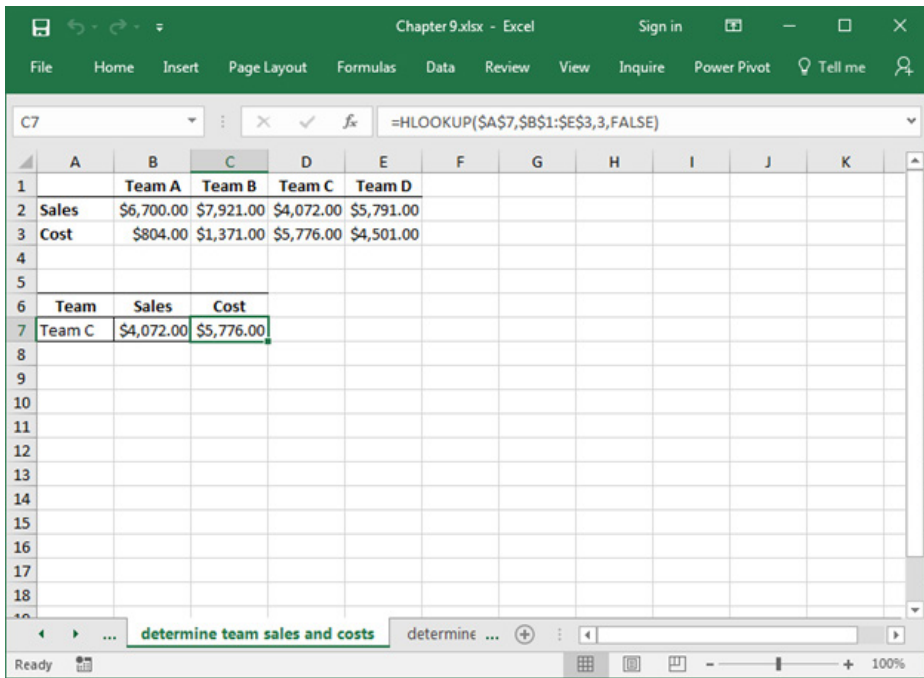 Chapter 9.xlsx - Excel Sign in
File Home Insert Page Layout Formulas Data Review View Inquire Power Pivot Tell me
C7 fx =HLOOKUP($A$7,$B$1:$E$3,3,FALSE)
A B C D E F G H I J K
1 Team A Team B Team C Team D
2 Sales $6,700.00 $7,921.00 $4,072.00 $5,791.00
3 Cost $804.00 $1,371.00 $5,776.00 $4,501.00
4
5
6 Team Sales Cost
7 Team C $4,072.00 $5,776.00
8
9
10
11
12
13
14
15
16
17
18
... determine team sales and costs determine ...
Ready 100%